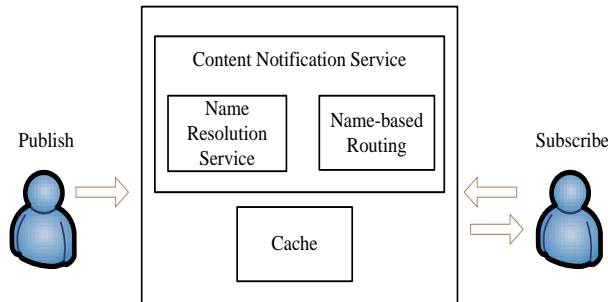 Content Notification Service
Name
Resolution
Service
Name-based
Routing
Publish
Subscribe
Cache